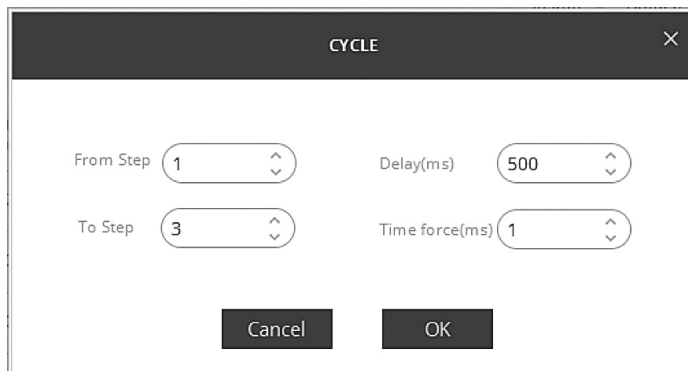 CYCLE
From Step 1 Delay(ms) 500
To Step 3 Time force(ms) 1
Cancel OK